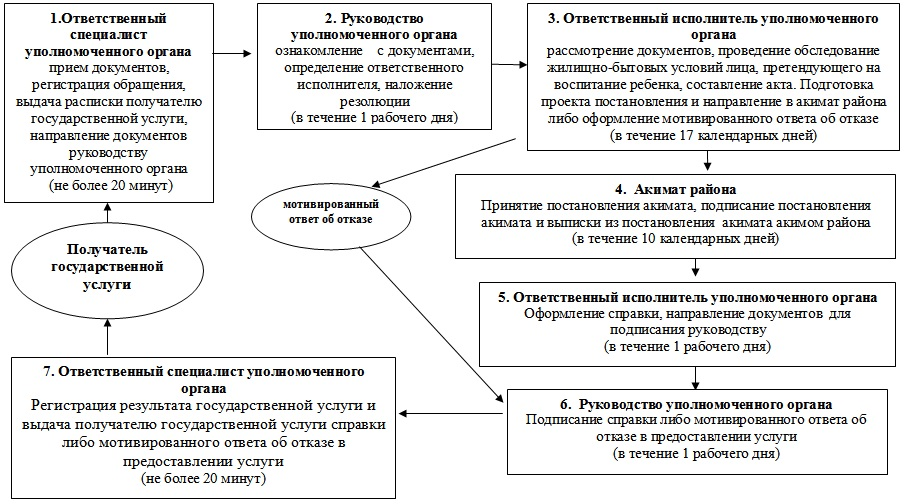 1.Ответственный
специалист
уполномоченного органа
прием документов,
регистрация обращения,
выдача расписки получателю
государственной услуги,
направление документов
руководству
уполномоченного органа
(не более 20 минут)
2. Руководство
уполномоченного органа
ознакомление с документами,
определение ответственного
исполнителя, наложение
резолюции
(в течение 1 рабочего дня)
3. Ответственный исполнитель уполномоченного
органа
рассмотрение документов, проведение обследование
жилищно-бытовых условий лица, претендующего на
воспитание ребенка, составление акта. Подготовка
проекта постановления и направление в акимат района
либо оформление мотивированного ответа об отказе
(в течение 17 календарных дней)
мотивированный
ответ об отказе
4. Акимат района
Принятие постановления акимата, подписание постановления
акимата и выписки из постановления акимата акимом района
(в течение 10 календарных дней)
Получатель
государственной
услуги
5. Ответственный исполнитель уполномоченного органа
Оформление справки, направление документов для
подписания руководству
(в течение 1 рабочего дня)
6. Руководство уполномоченного органа
Подписание справки либо мотивированного ответа об
отказе в предоставлении услуги
(в течение 1 рабочего дня)
7. Ответственный специалист уполномоченного
органа
Регистрация результата государственной услуги и
выдача получателю государственной услуги справки
либо мотивированного ответа об отказе в
предоставлении услуги
(не более 20 минут)